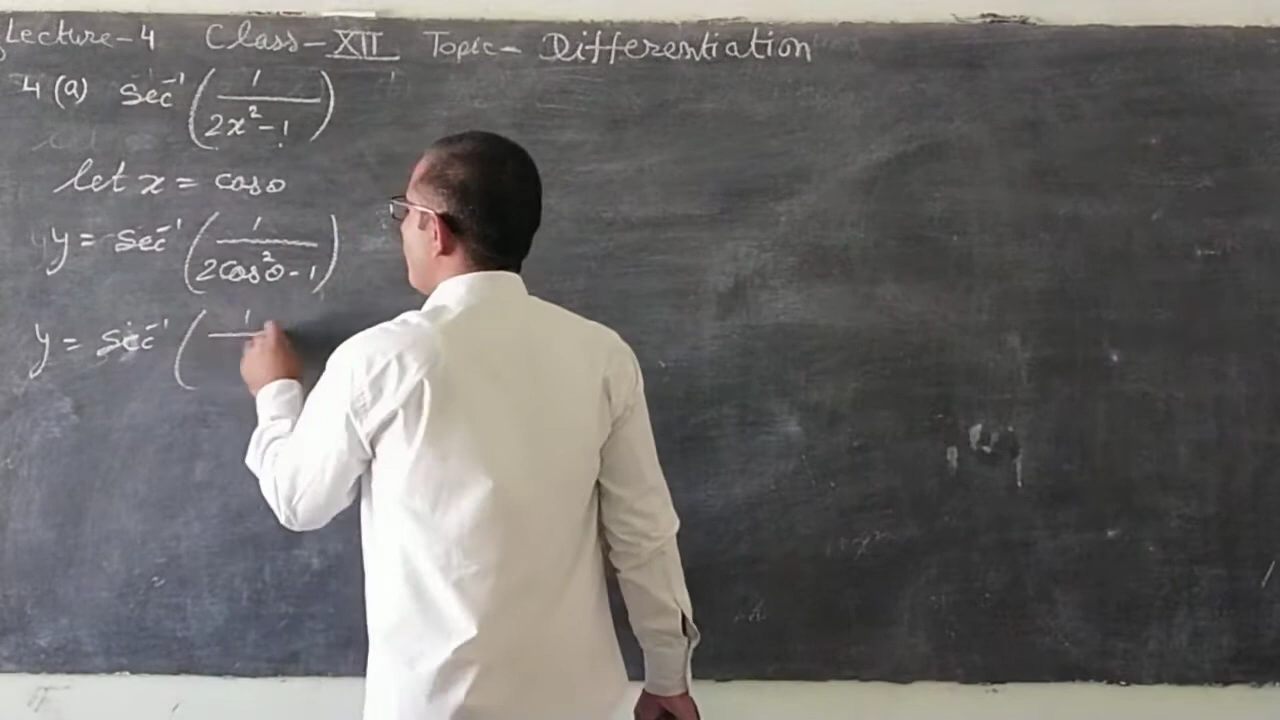 Lecture-4 Class-XII Topic- Differentiation
4(a) sec⁻¹(1/(2x²-1))
let x = cosθ
y = sec⁻¹(1/(2cos²θ-1))
y = sec⁻¹(1/